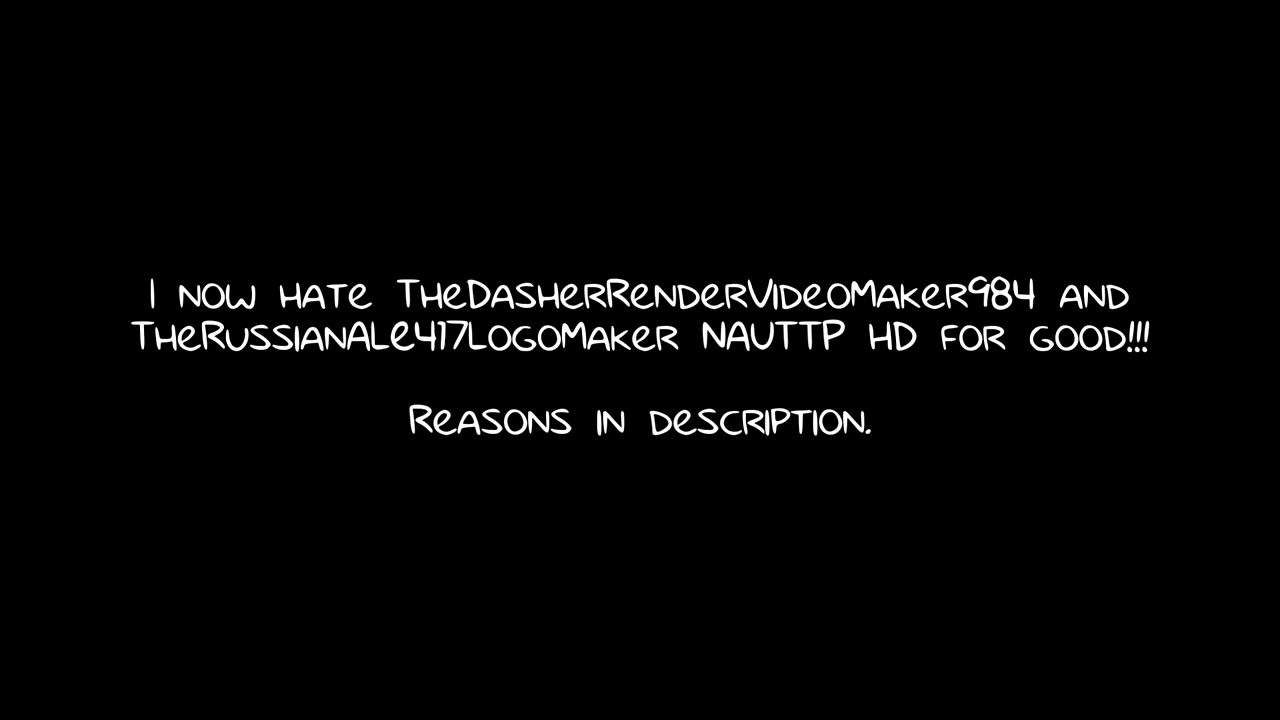 I now hate TheDasherRenderVideoMaker984 and
TheRussianAle417LogoMaker NAUTTP HD for good!!!
Reasons in description.